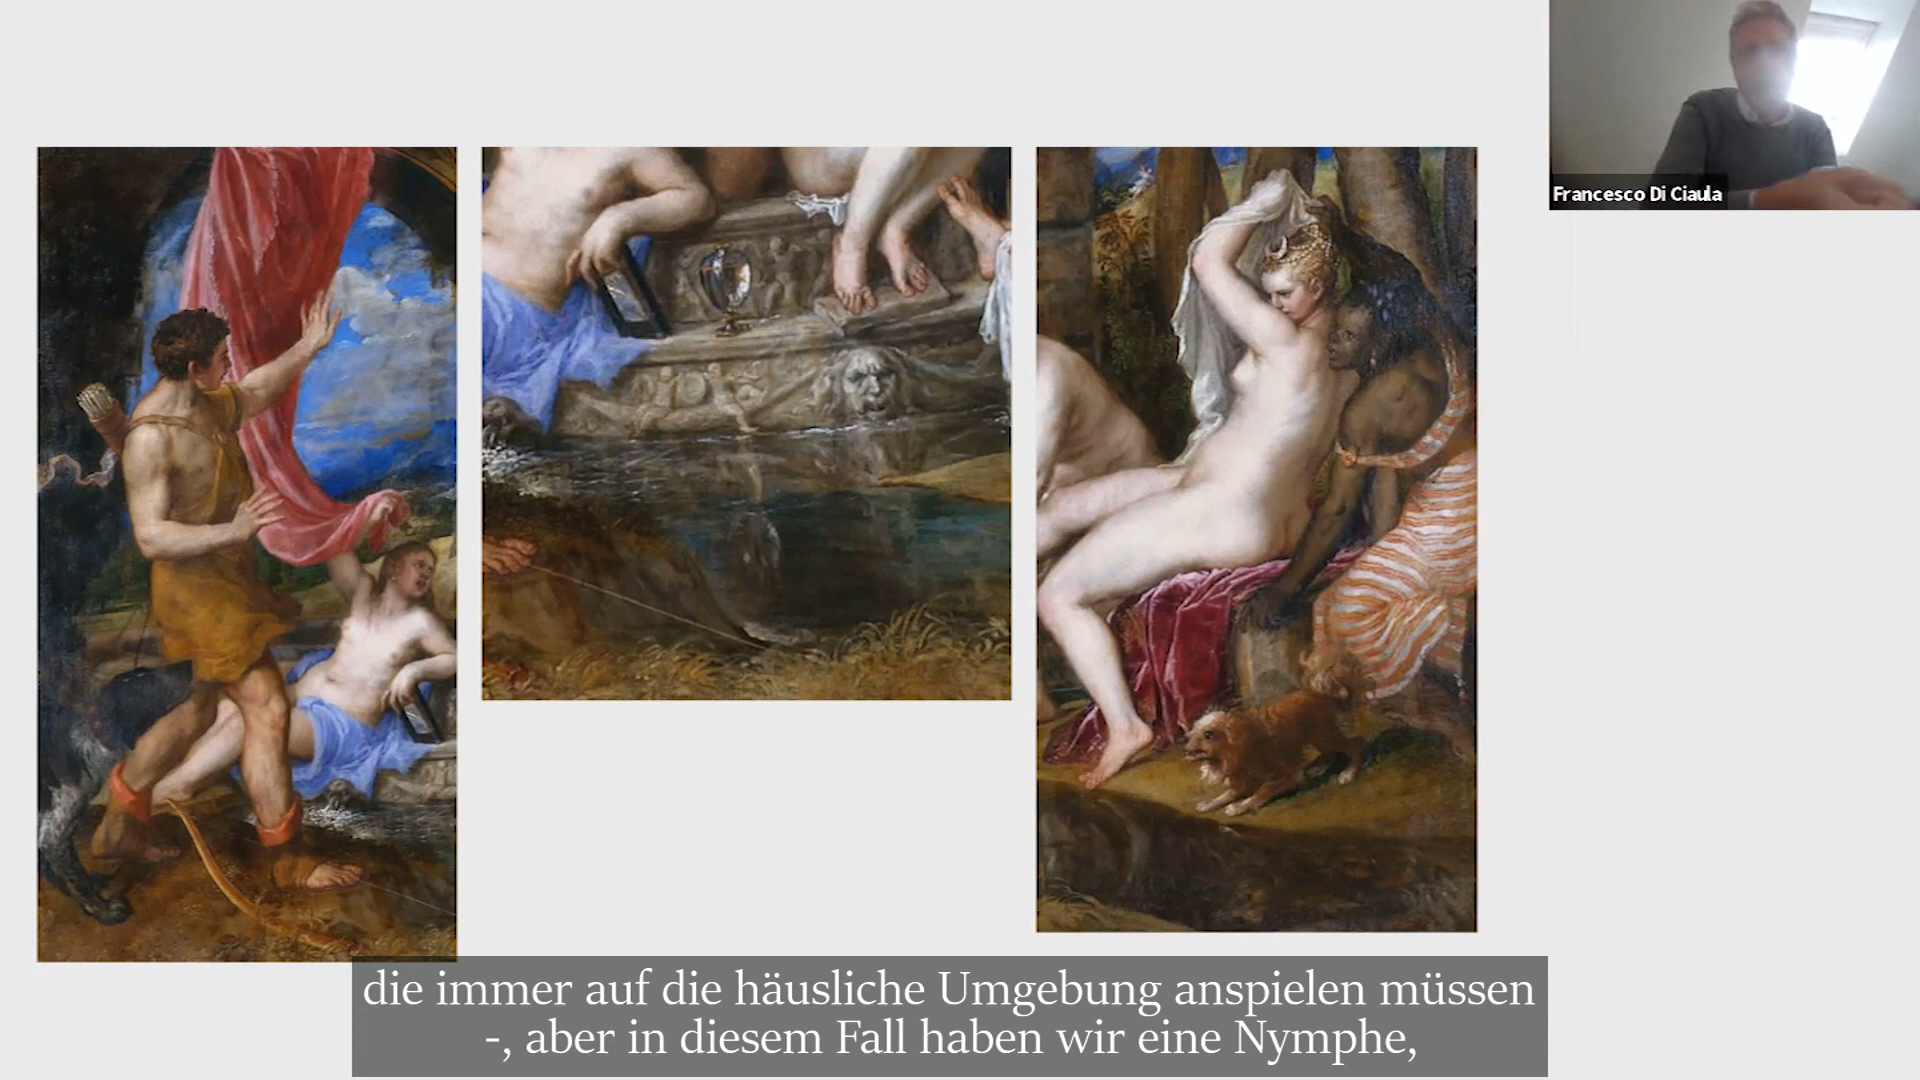 Francesco Di Ciaula
die immer auf die häusliche Umgebung anspielen müssen
-, aber in diesem Fall haben wir eine Nymphe,